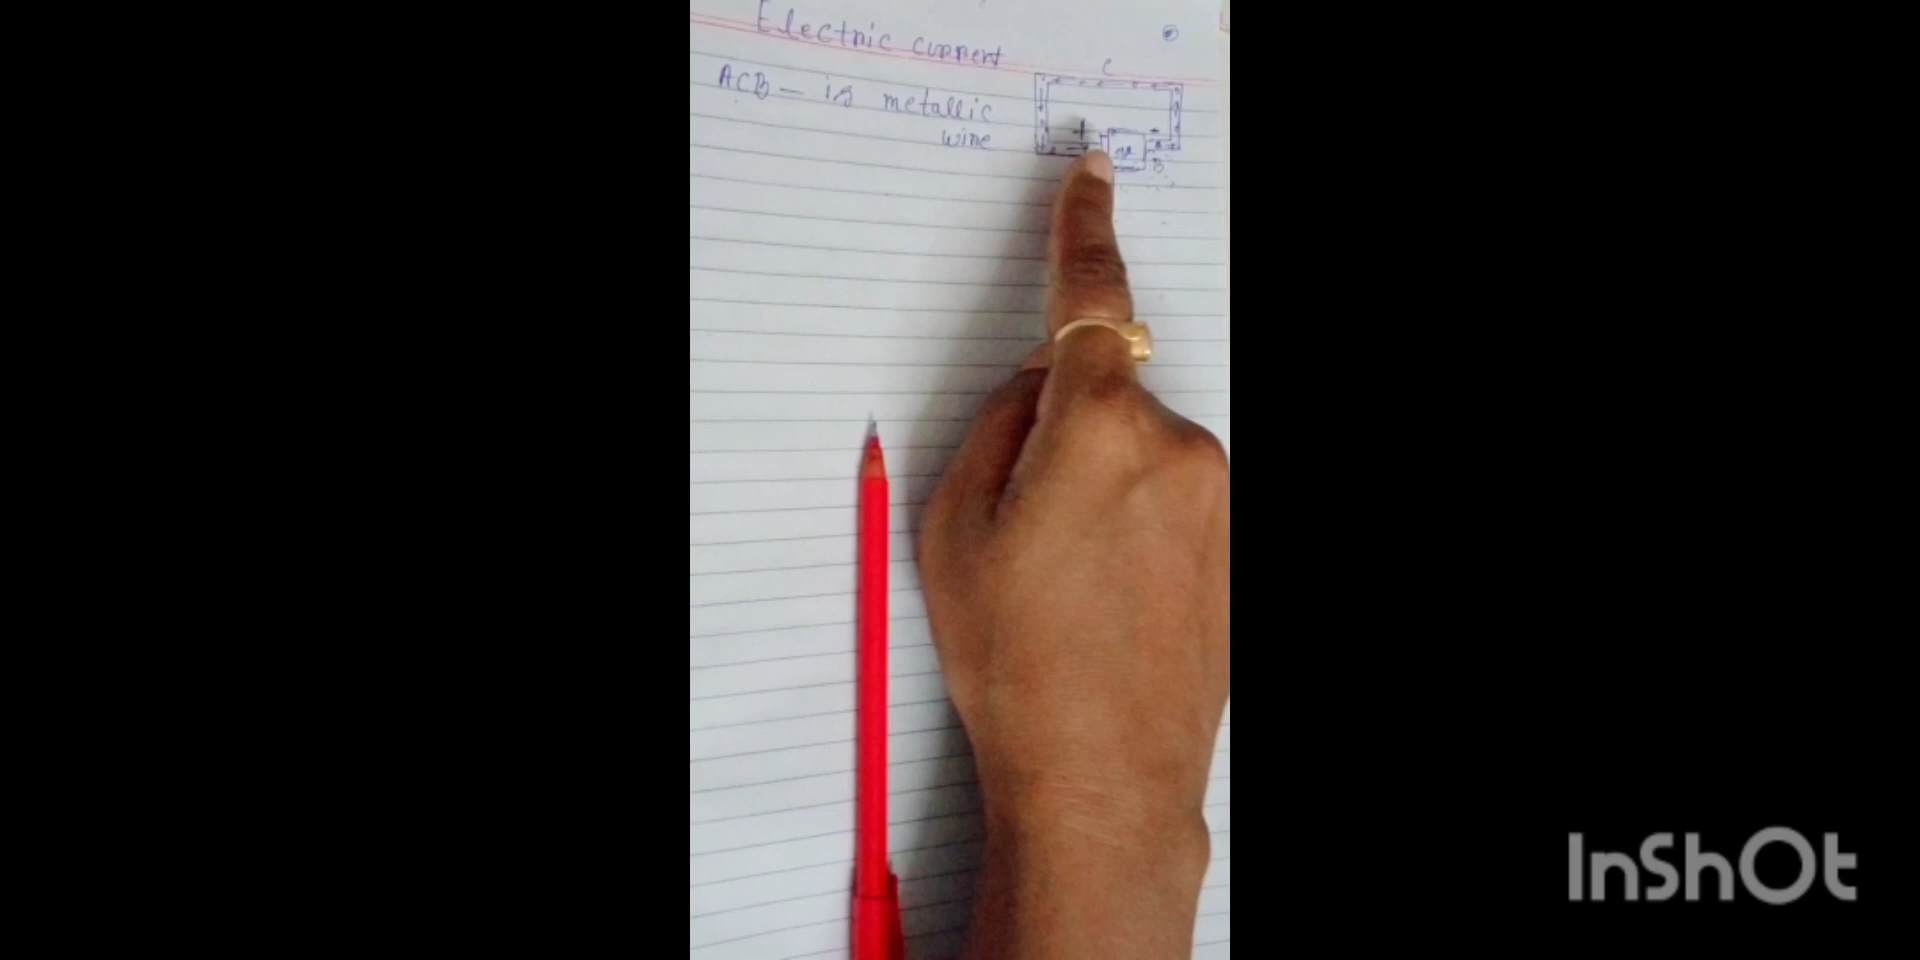 Electric current
C
ACB - is metallic
wire
+
B
InShOt